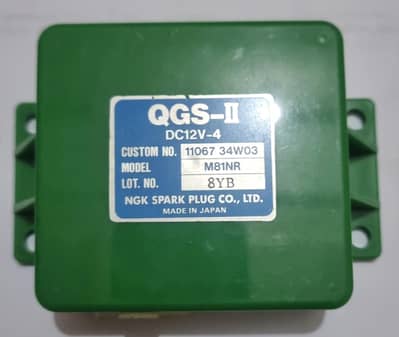 QGS-II
DC12V-4
CUSTOM NO. 11067 34W03
MODEL M81NR
LOT. NO. 8YB
NGK SPARK PLUG CO., LTD.
MADE IN JAPAN